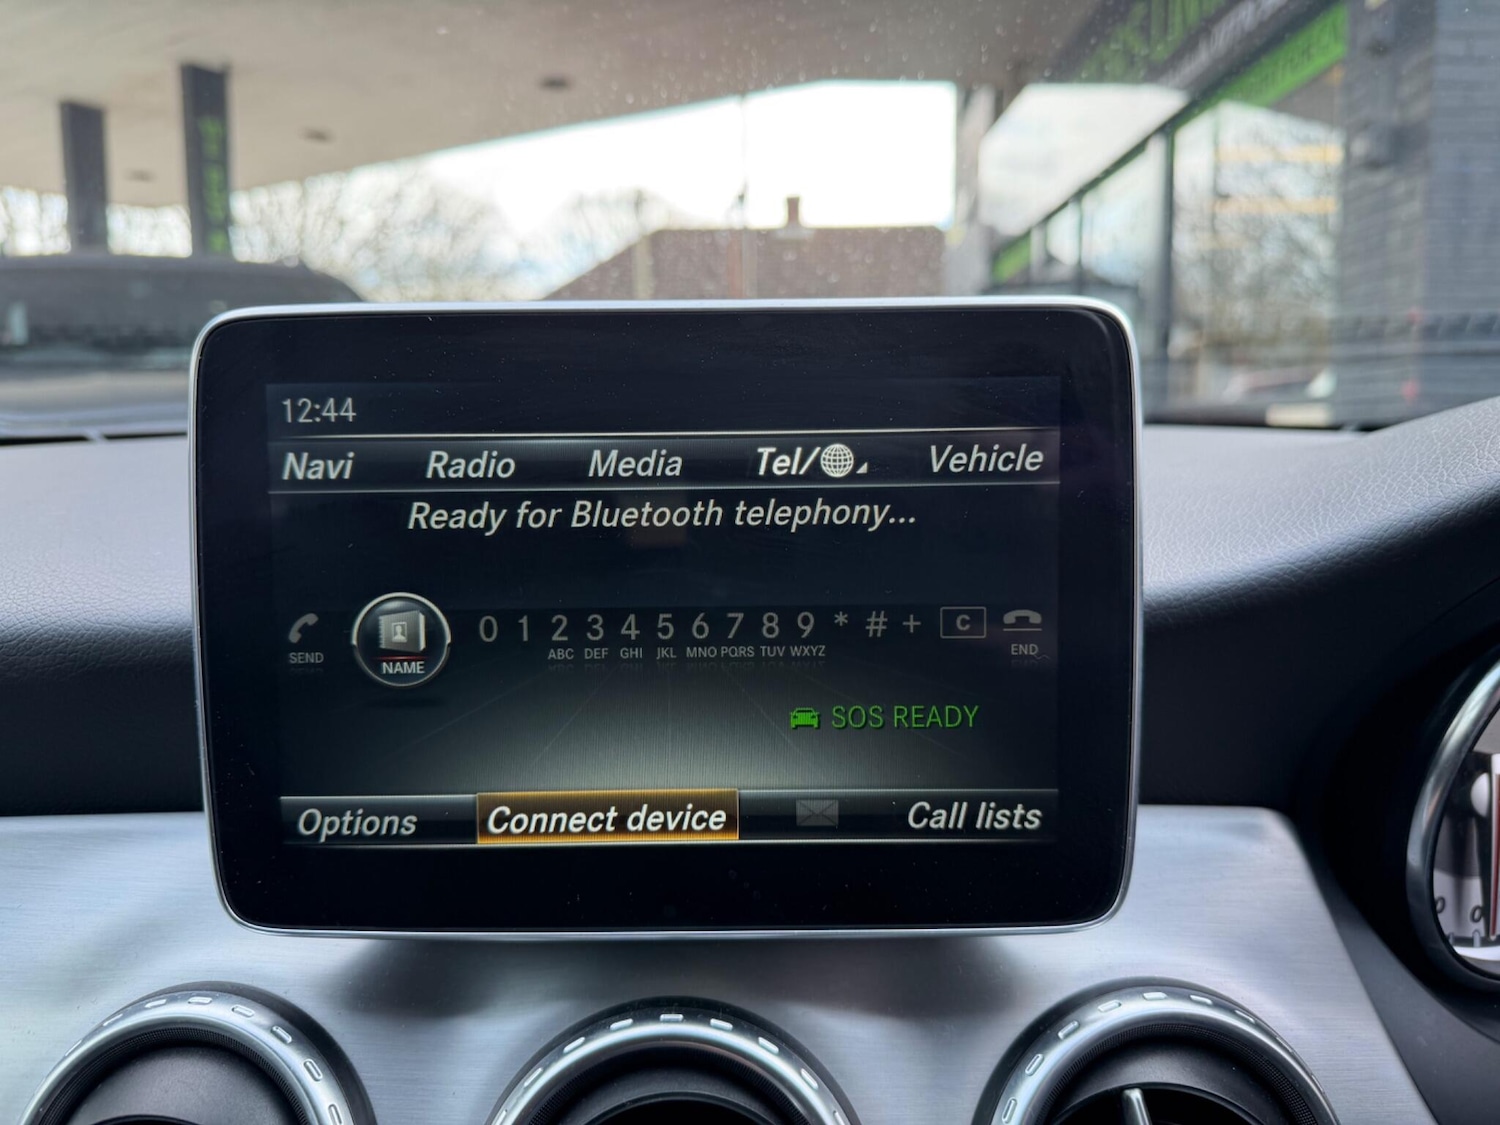 12:44
Navi Radio Media Tel/ Vehicle
Ready for Bluetooth telephony...
0 1 2 3 4 5 6 7 8 9 * # + C
SEND NAME ABC DEF GHI JKL MNO PQRS TUV WXYZ END
SOS READY
Options Connect device Call lists
0 0